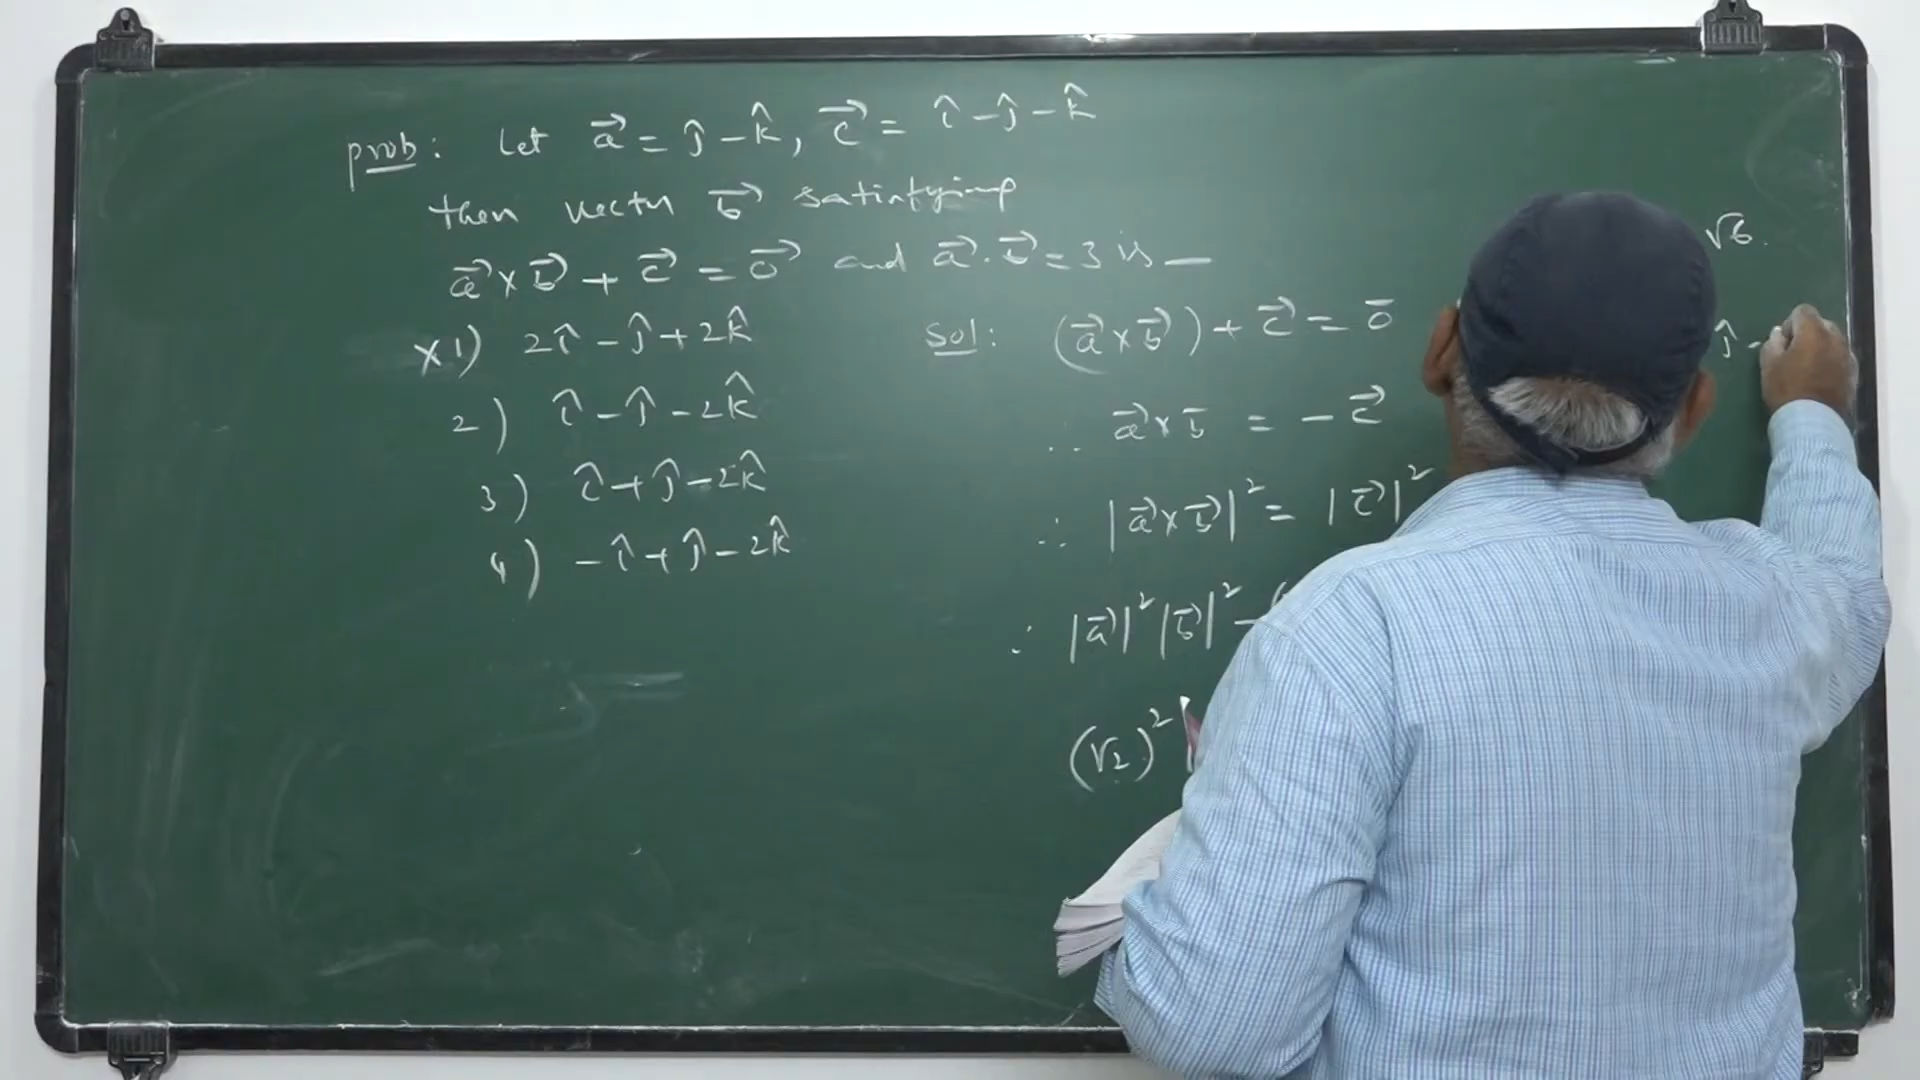 prob: Let a⃗ = ĵ - k̂, c⃗ = î - ĵ - k̂
then vector b⃗ satisfying
a⃗ × b⃗ + c⃗ = 0⃗ and a⃗ . b⃗ = 3 is —
×1) 2î - ĵ + 2k̂
2) î - ĵ - 2k̂
3) î + ĵ - 2k̂
4) -î + ĵ - 2k̂
Sol: (a⃗ × b⃗) + c⃗ = 0̄
∴ a⃗ × b̄ = - c⃗
∴ |a⃗ × b⃗|² = |c⃗|²
∴ |a⃗|² |b⃗|² -
(√2)² |
√6.
ĵ -